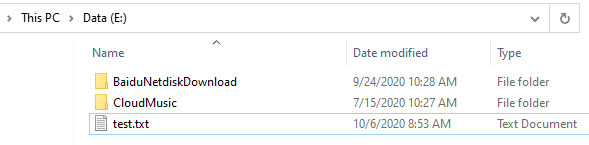 This PC > Data (E:)
Name Date modified Type
BaiduNetdiskDownload 9/24/2020 10:28 AM File folder
CloudMusic 7/15/2020 10:27 AM File folder
test.txt 10/6/2020 8:53 AM Text Document